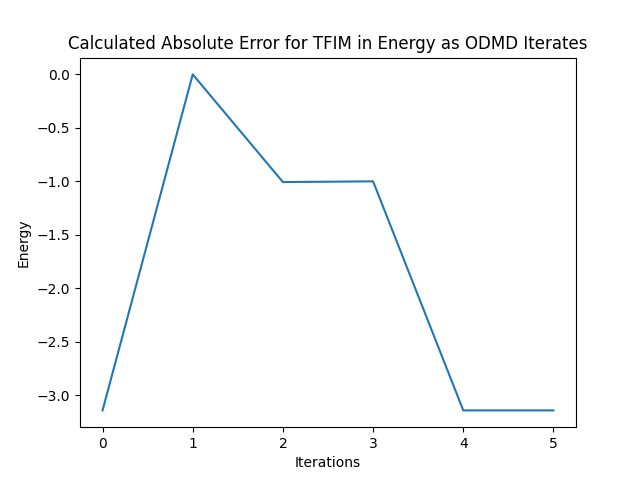 Calculated Absolute Error for TFIM in Energy as ODMD Iterates
0.0
−0.5
−1.0
−1.5
−2.0
−2.5
−3.0
Energy
0 1 2 3 4 5
Iterations